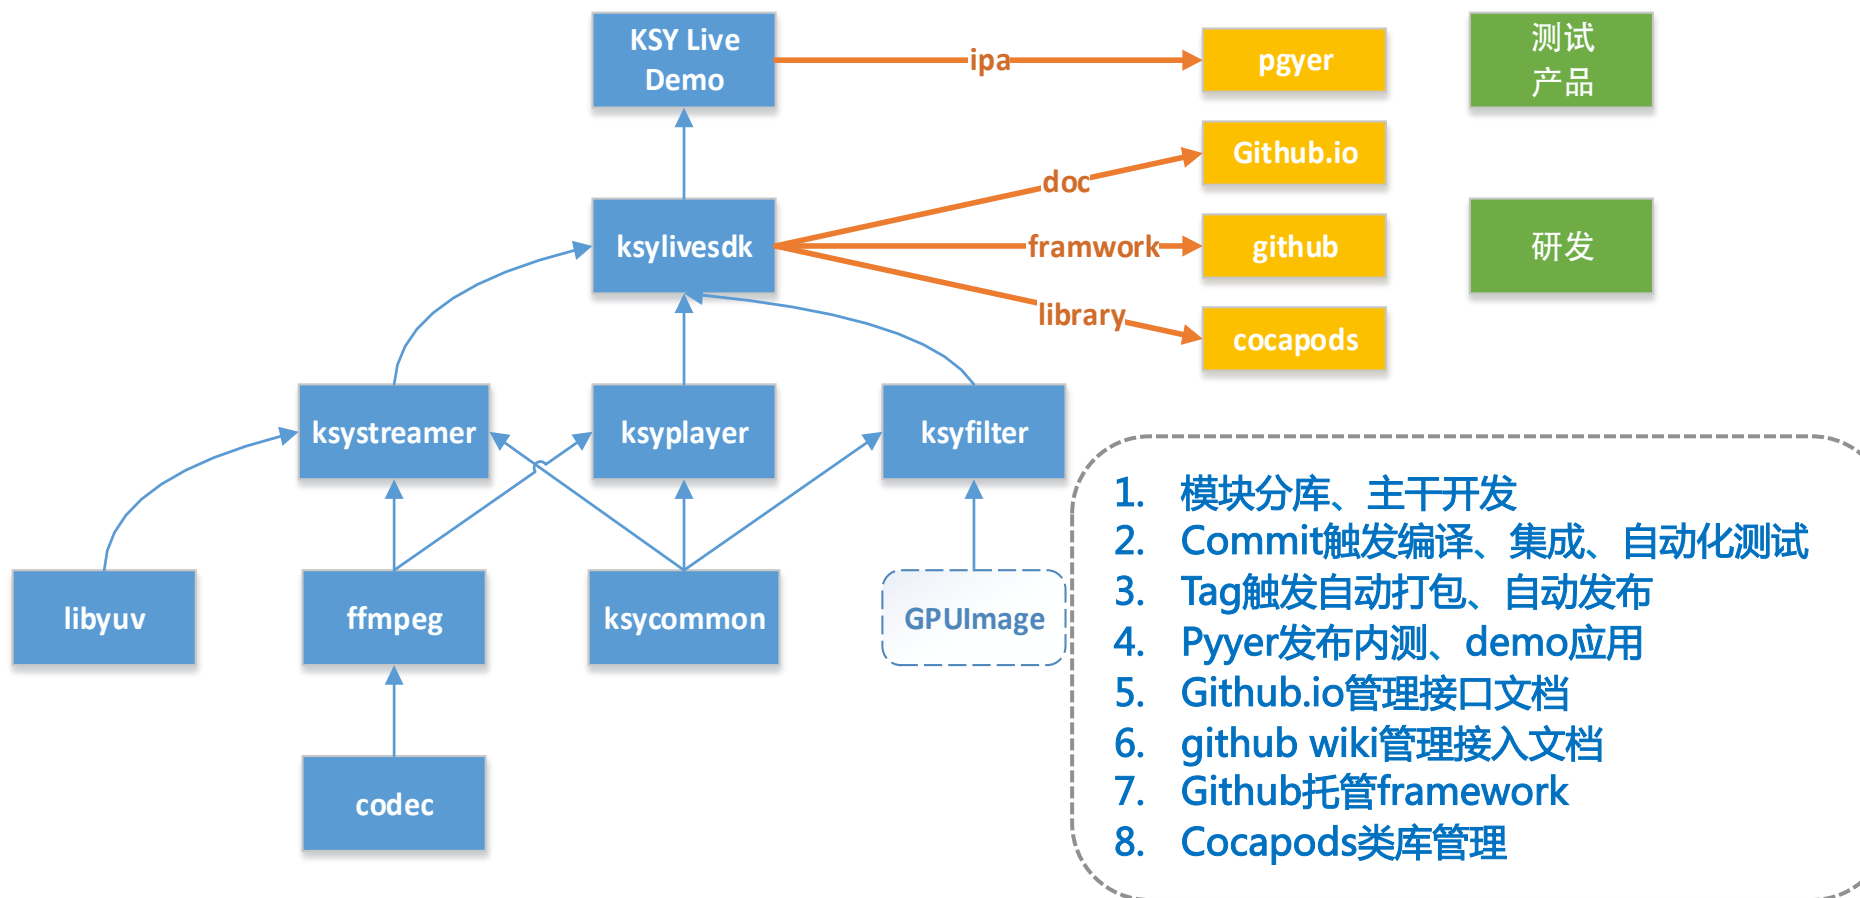 KSY Live
Demo
ipa
pgyer
测试
产品
Github.io
doc
ksylivesdk
framwork
github
研发
library
cocapods
ksystreamer
ksyplayer
ksyfilter
libyuv
ffmpeg
ksycommon
GPUImage
codec
1. 模块分库、主干开发
2. Commit触发编译、集成、自动化测试
3. Tag触发自动打包、自动发布
4. Pyyer发布内测、demo应用
5. Github.io管理接口文档
6. github wiki管理接入文档
7. Github托管framework
8. Cocapods类库管理